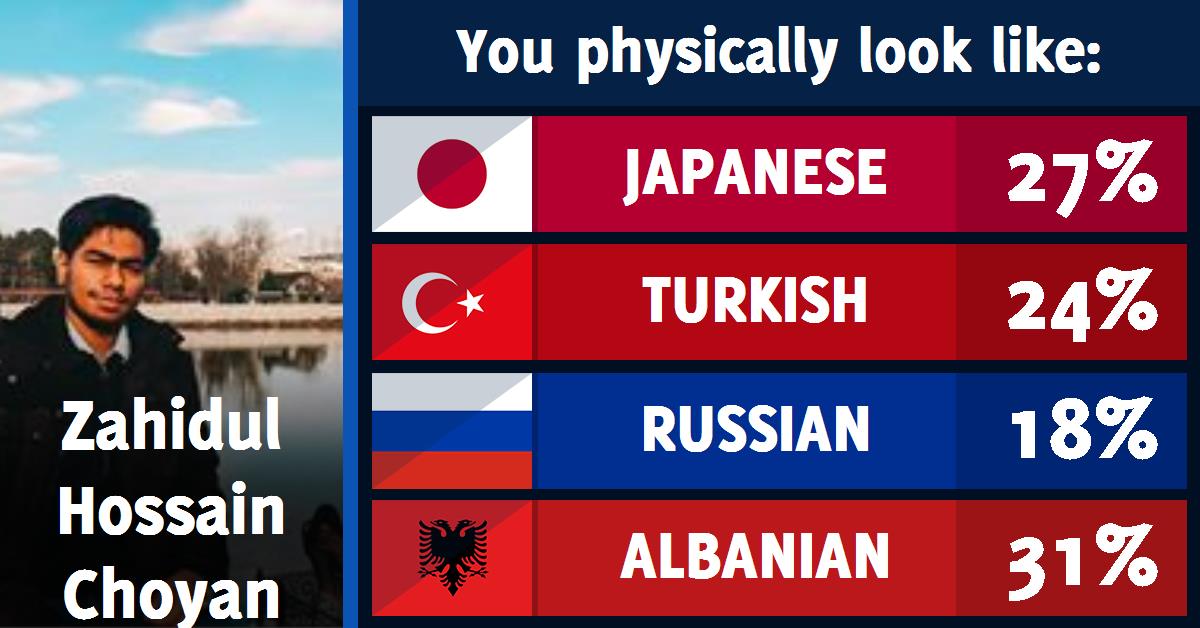 You physically look like:
JAPANESE 27%
TURKISH 24%
RUSSIAN 18%
ALBANIAN 31%
Zahidul
Hossain
Choyan